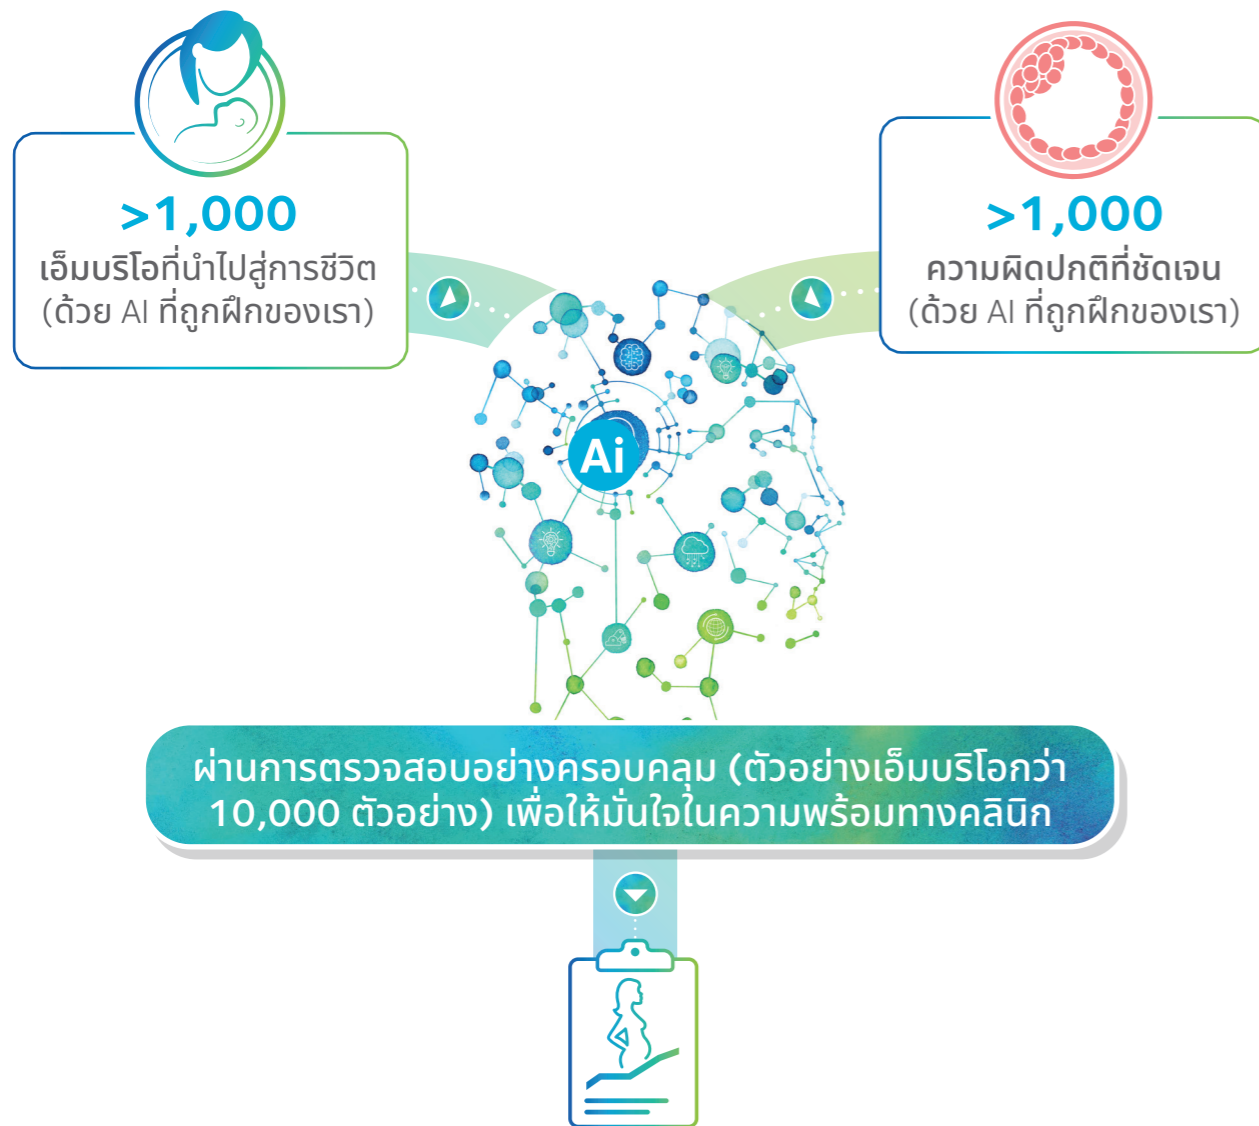 >1,000
เอ็มบริโอที่นำไปสู่การชีวิต
(ด้วย AI ที่ถูกฝึกของเรา)
>1,000
ความผิดปกติที่ชัดเจน
(ด้วย AI ที่ถูกฝึกของเรา)
Ai
ผ่านการตรวจสอบอย่างครอบคลุม (ตัวอย่างเอ็มบริโอกว่า
10,000 ตัวอย่าง) เพื่อให้มั่นใจในความพร้อมทางคลินิก